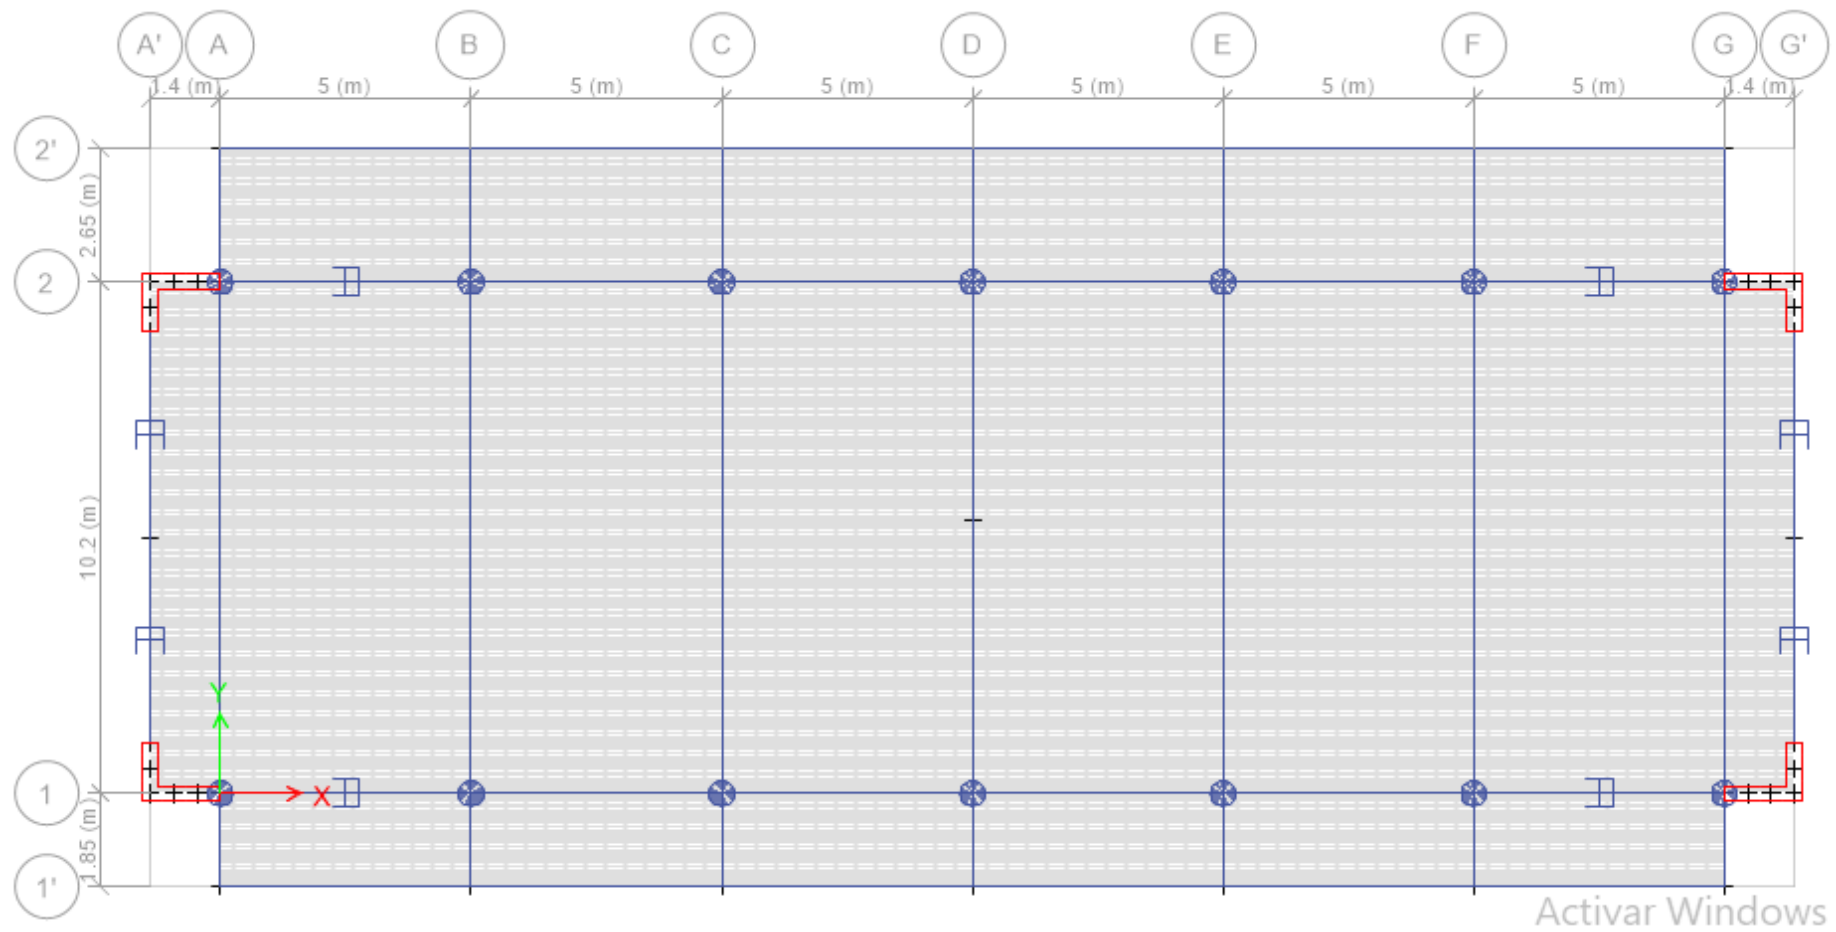 A' A B C D E F G G'
1.4 (m) 5 (m) 5 (m) 5 (m) 5 (m) 5 (m) 5 (m) 1.4 (m)
2'
2.65 (m)
2
10.2 (m)
Y
1
X
1.85 (m)
1'
Activar Windows